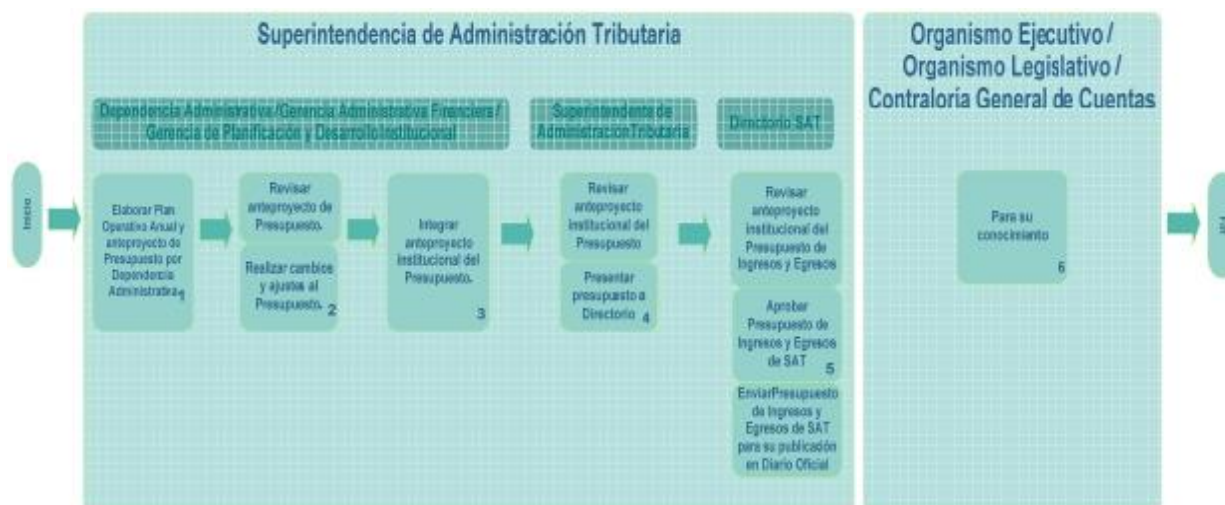 Superintendencia de Administración Tributaria
Organismo Ejecutivo /
Organismo Legislativo /
Contraloría General de Cuentas
Dependencia Administrativa /Gerencia Administrativa Financiera /
Gerencia de Planificación y Desarrollo Institucional
Superintendente de
Administración Tributaria
Directorio SAT
Inicio
Elaborar Plan
Operativo Anual y
anteproyecto de
Presupuesto por
Dependencia
Administrativa 1
Revisar
anteproyecto de
Presupuesto.
Realizar cambios
y ajustes al
Presupuesto. 2
Integrar
anteproyecto
institucional del
Presupuesto.
3
Revisar
anteproyecto
institucional del
Presupuesto
Presentar
presupuesto a
Directorio 4
Revisar
anteproyecto
institucional del
Presupuesto de
Ingresos y Egresos
Aprobar
Presupuesto de
Ingresos y Egresos
de SAT
5
EnviarPresupuesto
de Ingresos y
Egresos de SAT
para su publicación
en Diario Oficial
Para su
conocimiento
6